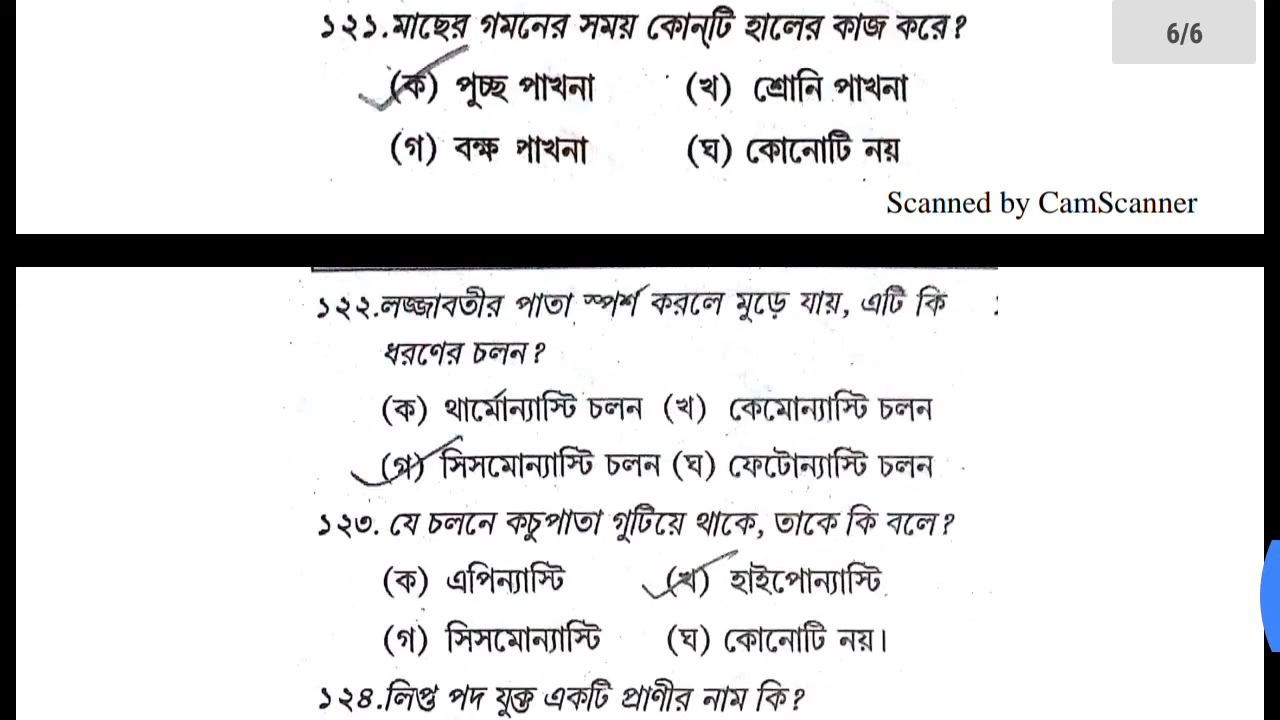 ১২১.মাছের গমনের সময় কোন্‌টি হালের কাজ করে?
6/6
(ক) পুচ্ছ পাখনা (খ) শ্রোনি পাখনা
(গ) বক্ষ পাখনা (ঘ) কোনোটি নয়
Scanned by CamScanner
১২২.লজ্জাবতীর পাতা স্পর্শ করলে মুড়ে যায়, এটি কি
ধরণের চলন?
(ক) থার্মোন্যাস্টি চলন (খ) কেমোন্যাস্টি চলন
(গ) সিসমোন্যাস্টি চলন (ঘ) ফেটোন্যাস্টি চলন
১২৩. যে চলনে কচুপাতা গুটিয়ে থাকে, তাকে কি বলে?
(ক) এপিন্যাস্টি (খ) হাইপোন্যাস্টি
(গ) সিসমোন্যাস্টি (ঘ) কোনোটি নয়।
১২৪.লিপ্ত পদ যুক্ত একটি প্রাণীর নাম কি?